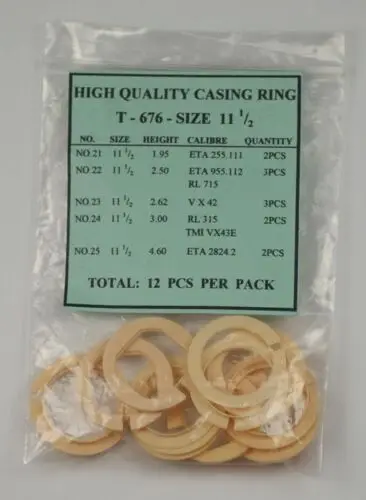 HIGH QUALITY CASING RING
T - 676 - SIZE 11 1/2
NO. SIZE HEIGHT CALIBRE QUANTITY
NO.21 11 1/2 1.95 ETA 255.111 2PCS
NO.22 11 1/2 2.50 ETA 955.112 3PCS
RL 715
NO.23 11 1/2 2.62 V X 42 3PCS
NO.24 11 1/2 3.00 RL 315 2PCS
TMI VX43E
NO.25 11 1/2 4.60 ETA 2824.2 2PCS
TOTAL: 12 PCS PER PACK